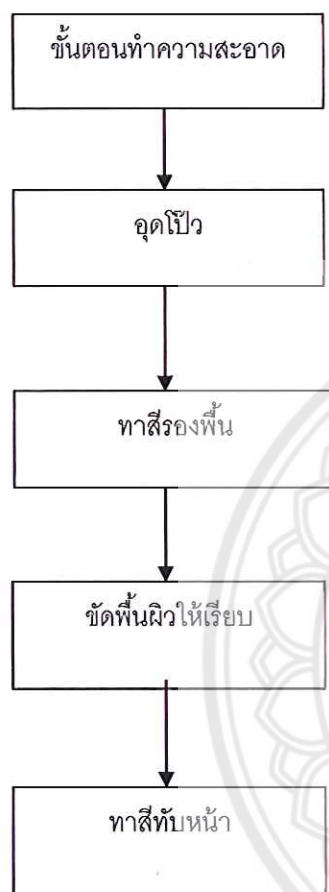 ขั้นตอนทำความสะอาด
อุดโป๊ว
ทาสีรองพื้น
ขัดพื้นผิวให้เรียบ
ทาสีทับหน้า